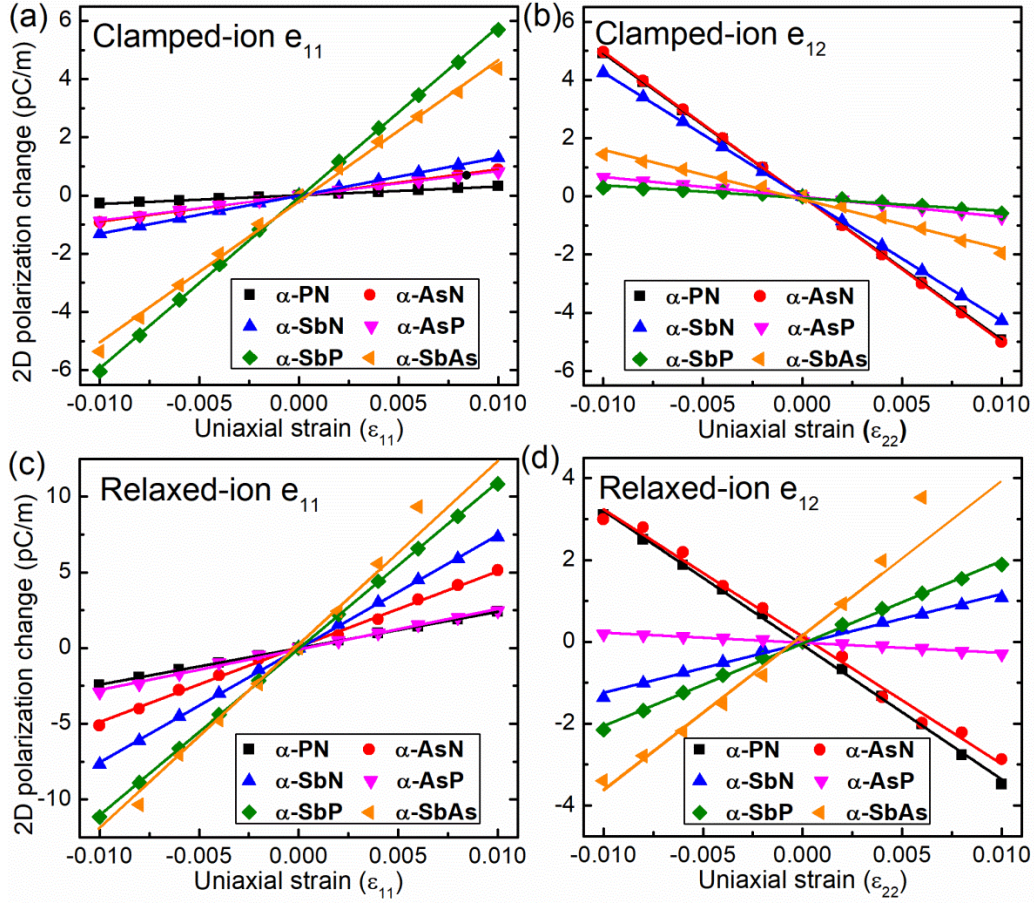 (a)
Clamped-ion e₁₁
2D polarization change (pC/m)
6
4
2
0
-2
-4
-6
α-PN α-AsN
α-SbN α-AsP
α-SbP α-SbAs
-0.010 -0.005 0.000 0.005 0.010
Uniaxial strain (ε₁₁)
(b)
Clamped-ion e₁₂
6
4
2
0
-2
-4
-6
α-PN α-AsN
α-SbN α-AsP
α-SbP α-SbAs
-0.010 -0.005 0.000 0.005 0.010
Uniaxial strain (ε₂₂)
(c)
Relaxed-ion e₁₁
2D polarization change (pC/m)
10
5
0
-5
-10
α-PN α-AsN
α-SbN α-AsP
α-SbP α-SbAs
-0.010 -0.005 0.000 0.005 0.010
Uniaxial strain (ε₁₁)
(d)
Relaxed-ion e₁₂
4
2
0
-2
-4
α-PN α-AsN
α-SbN α-AsP
α-SbP α-SbAs
-0.010 -0.005 0.000 0.005 0.010
Uniaxial strain (ε₂₂)